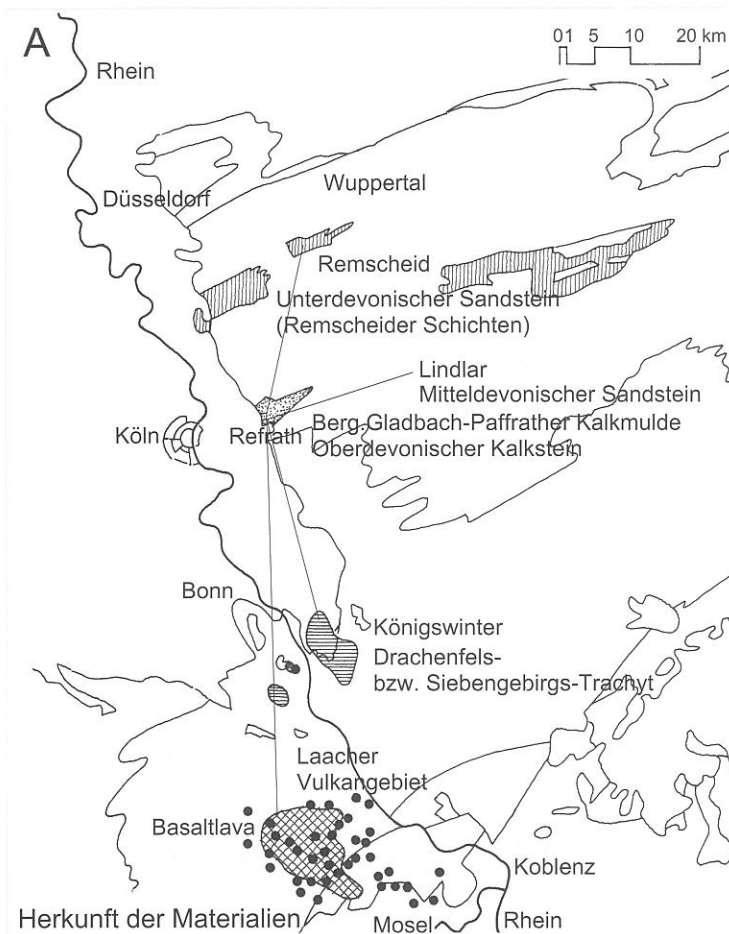 A
01 5 10 20 km
Rhein
Wuppertal
Düsseldorf
Remscheid
Unterdevonischer Sandstein
(Remscheider Schichten)
Lindlar
Mitteldevonischer Sandstein
Köln
Refrath
Berg.Gladbach-Paffrather Kalkmulde
Oberdevonischer Kalkstein
Bonn
Königswinter
Drachenfels-
bzw. Siebengebirgs-Trachyt
Laacher
Vulkangebiet
Basaltlava
Koblenz
Herkunft der Materialien
Mosel
Rhein